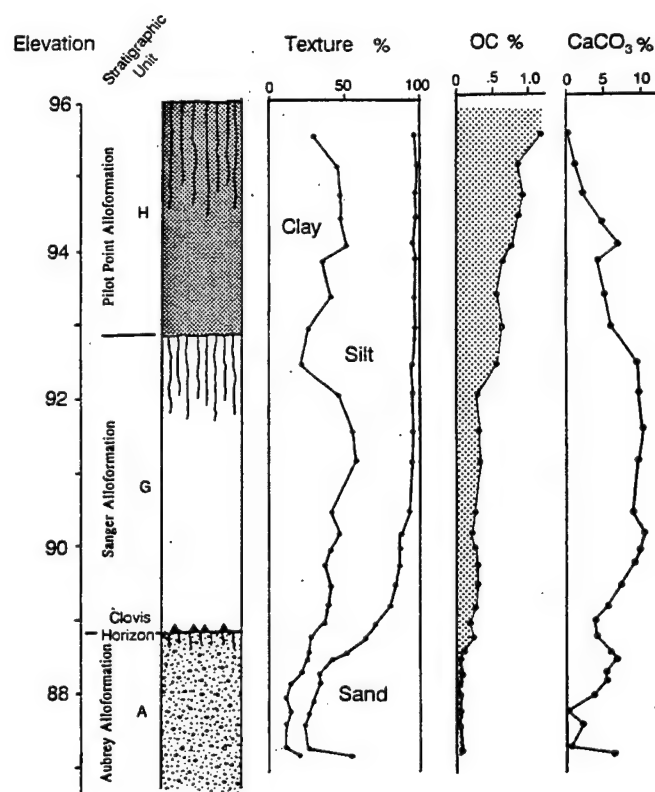 Elevation
Stratigraphic
Unit
Texture %
OC %
CaCO3 %
0 50 100
0 .5 1.0
0 5 10
96
94
92
90
88
Pilot Point Alloformation
H
Sanger Alloformation
G
Clovis
Horizon
Aubrey Alloformation
A
Clay
Silt
Sand